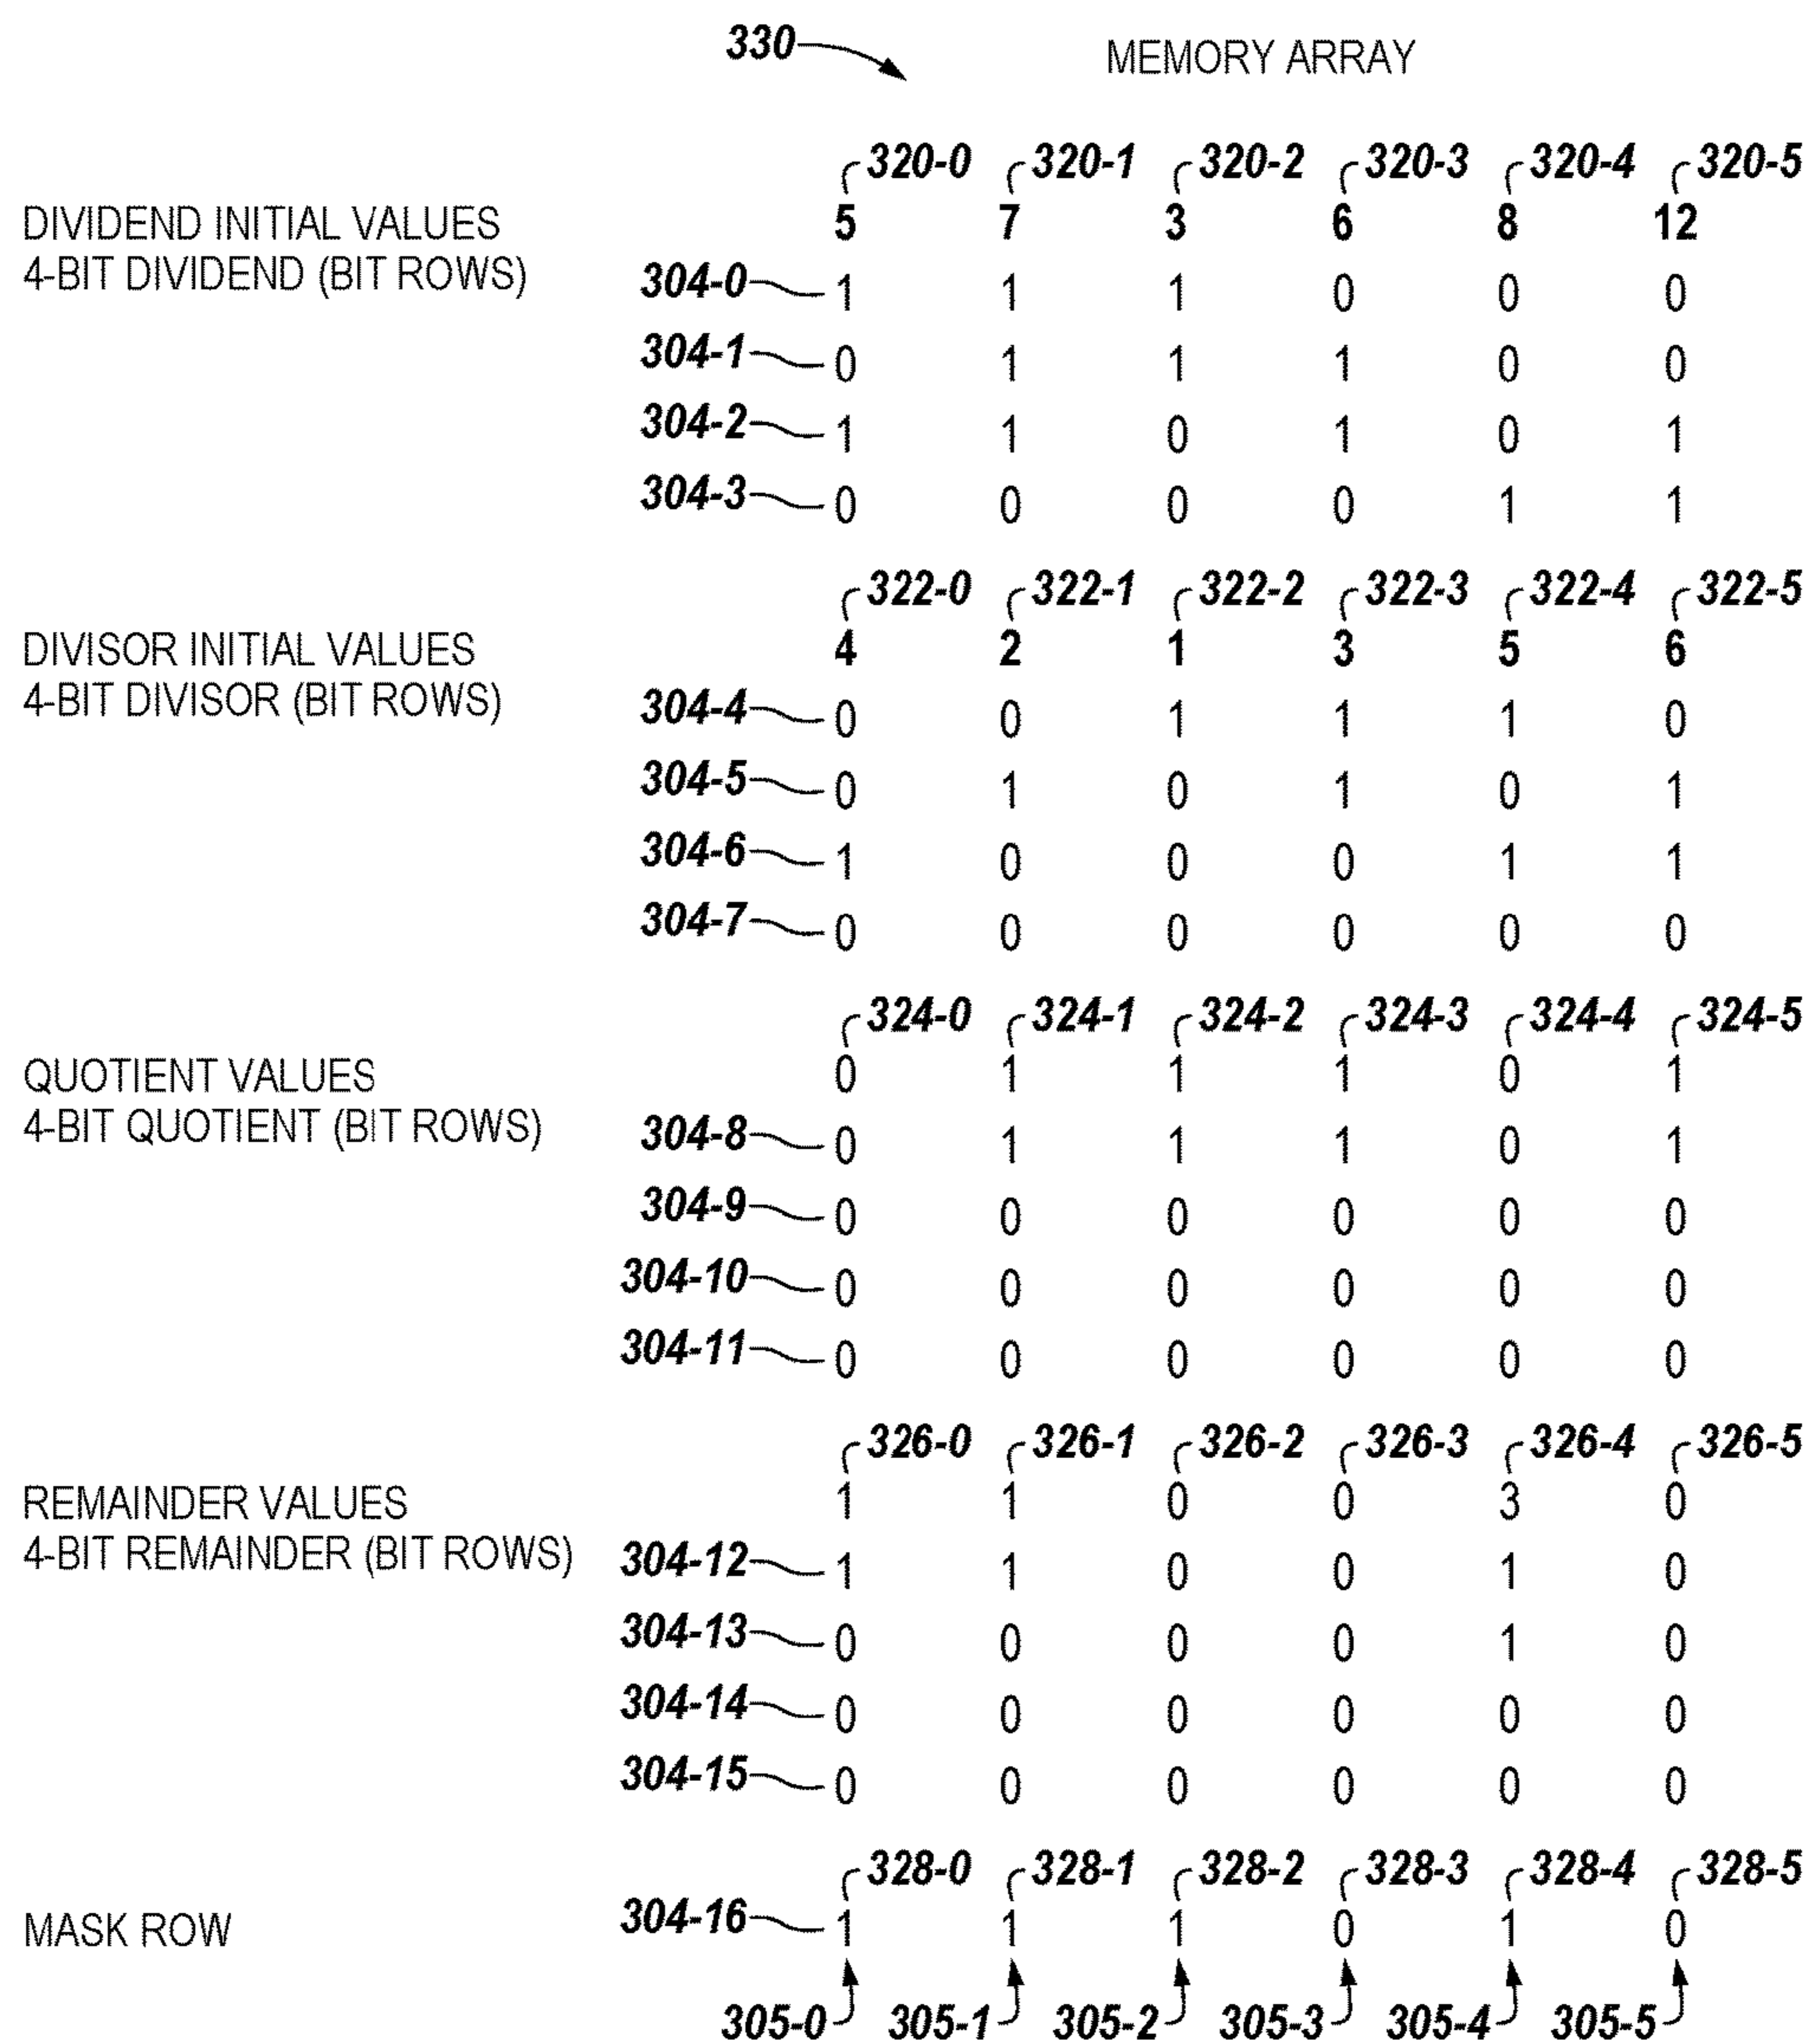 330 MEMORY ARRAY
320-0 320-1 320-2 320-3 320-4 320-5
DIVIDEND INITIAL VALUES 5 7 3 6 8 12
4-BIT DIVIDEND (BIT ROWS) 304-0 1 1 1 0 0 0
304-1 0 1 1 1 0 0
304-2 1 1 0 1 0 1
304-3 0 0 0 0 1 1
322-0 322-1 322-2 322-3 322-4 322-5
DIVISOR INITIAL VALUES 4 2 1 3 5 6
4-BIT DIVISOR (BIT ROWS) 304-4 0 0 1 1 1 0
304-5 0 1 0 1 0 1
304-6 1 0 0 0 1 1
304-7 0 0 0 0 0 0
324-0 324-1 324-2 324-3 324-4 324-5
QUOTIENT VALUES 0 1 1 1 0 1
4-BIT QUOTIENT (BIT ROWS) 304-8 0 1 1 1 0 1
304-9 0 0 0 0 0 0
304-10 0 0 0 0 0 0
304-11 0 0 0 0 0 0
326-0 326-1 326-2 326-3 326-4 326-5
REMAINDER VALUES 1 1 0 0 3 0
4-BIT REMAINDER (BIT ROWS) 304-12 1 1 0 0 1 0
304-13 0 0 0 0 1 0
304-14 0 0 0 0 0 0
304-15 0 0 0 0 0 0
328-0 328-1 328-2 328-3 328-4 328-5
MASK ROW 304-16 1 1 1 0 1 0
305-0 305-1 305-2 305-3 305-4 305-5